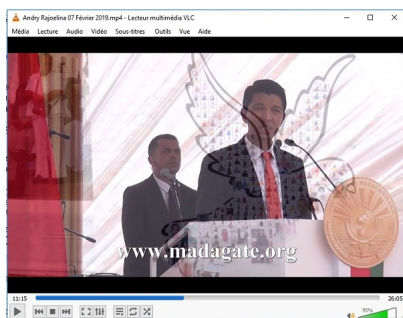 Andry Rajoelina 07 Février 2019.mp4 - Lecteur multimédia VLC
Média Lecture Audio Vidéo Sous-titres Outils Vue Aide
www.madagate.org
11:15
26:05
95%